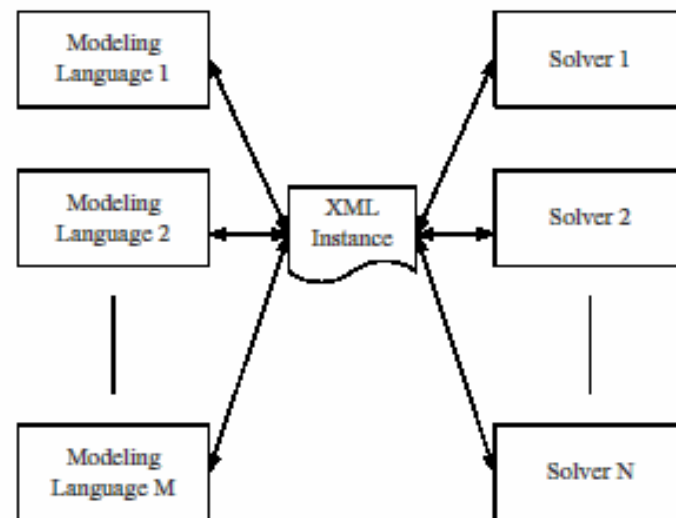 Modeling
Language 1
Solver 1
Modeling
Language 2
XML
Instance
Solver 2
Modeling
Language M
Solver N